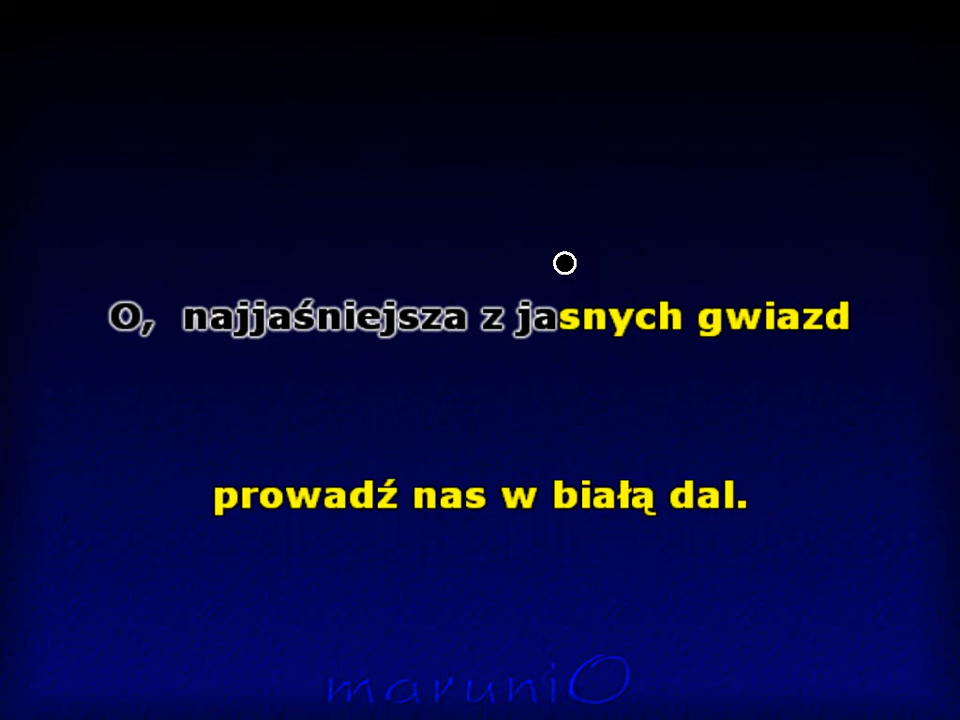 O, najjaśniejsza z jasnych gwiazd
prowadź nas w białą dal.
maruniO